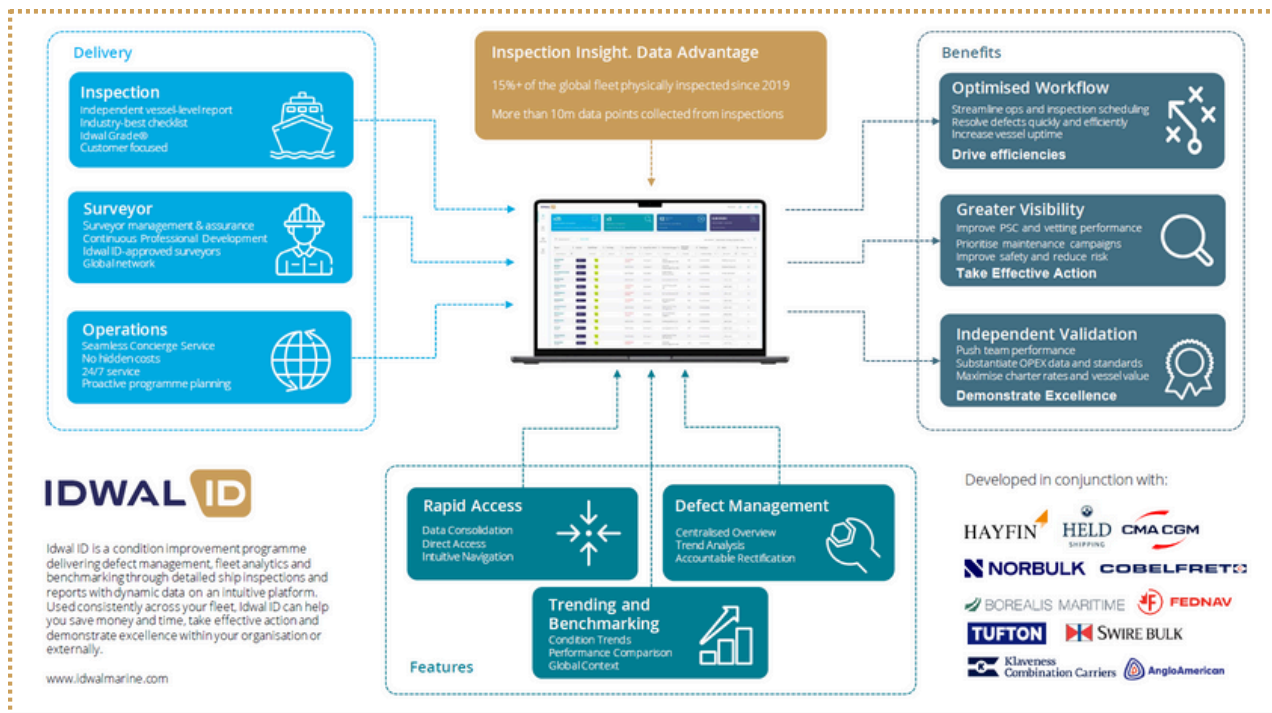 Delivery
Inspection
Independent vessel-level report
Industry-best checklist
Idwal Grade®
Customer focused
Surveyor
Surveyor management & assurance
Continuous Professional Development
Idwal ID-approved surveyors
Global network
Operations
Seamless Concierge Service
No hidden costs
24/7 service
Proactive programme planning
Inspection Insight. Data Advantage
15%+ of the global fleet physically inspected since 2019
More than 10m data points collected from inspections
Benefits
Optimised Workflow
Streamline ops and inspection scheduling
Resolve defects quickly and efficiently
Increase vessel uptime
Drive efficiencies
Greater Visibility
Improve PSC and vetting performance
Prioritise maintenance campaigns
Improve safety and reduce risk
Take Effective Action
Independent Validation
Push team performance
Substantiate OPEX data and standards
Maximise charter rates and vessel value
Demonstrate Excellence
IDWAL ID
Idwal ID is a condition improvement programme
delivering defect management, fleet analytics and
benchmarking through detailed ship inspections and
reports with dynamic data on an intuitive platform.
Used consistently across your fleet, Idwal ID can help
you save money and time, take effective action and
demonstrate excellence within your organisation or
externally.
www.idwalmarine.com
Rapid Access
Data Consolidation
Direct Access
Intuitive Navigation
Defect Management
Centralised Overview
Trend Analysis
Accountable Rectification
Trending and
Benchmarking
Condition Trends
Performance Comparison
Global Context
Features
Developed in conjunction with:
HAYFIN
HELD
SHIPPING
CMA CGM
NORBULK
COBELFRET
BOREALIS MARITIME
FEDNAV
TUFTON
SWIRE BULK
Klaveness
Combination Carriers
AngloAmerican